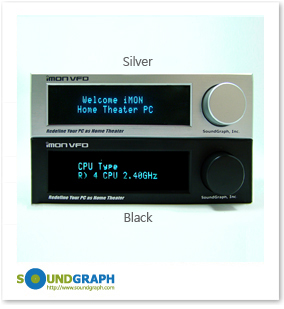 Silver
iMON VFD
Welcome iMON
Home Theater PC
Redefine Your PC as Home Theater
SoundGraph, Inc.
iMON VFD
CPU Type
R) 4 CPU 2.40GHz
Redefine Your PC as Home Theater
SoundGraph, Inc.
Black
SOUNDGRAPH
http://www.soundgraph.com